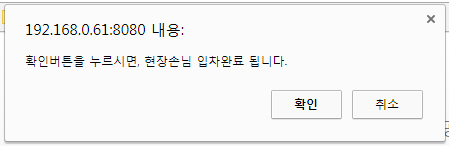 192.168.0.61:8080 내용:
확인버튼을 누르시면, 현장손님 입차완료 됩니다.
확인
취소